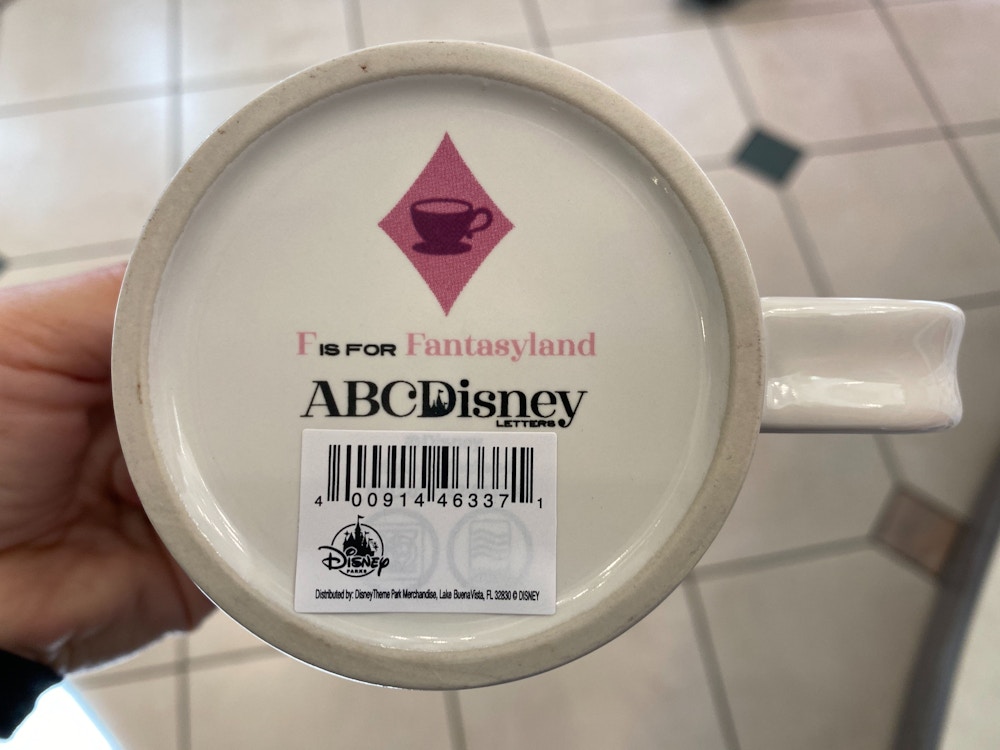 F IS FOR Fantasyland
ABCDisney
LETTERS
4 00914 46337 1
Disney
PARKS
Distributed by: Disney Theme Park Merchandise, Lake Buena Vista, FL 32830 © DISNEY